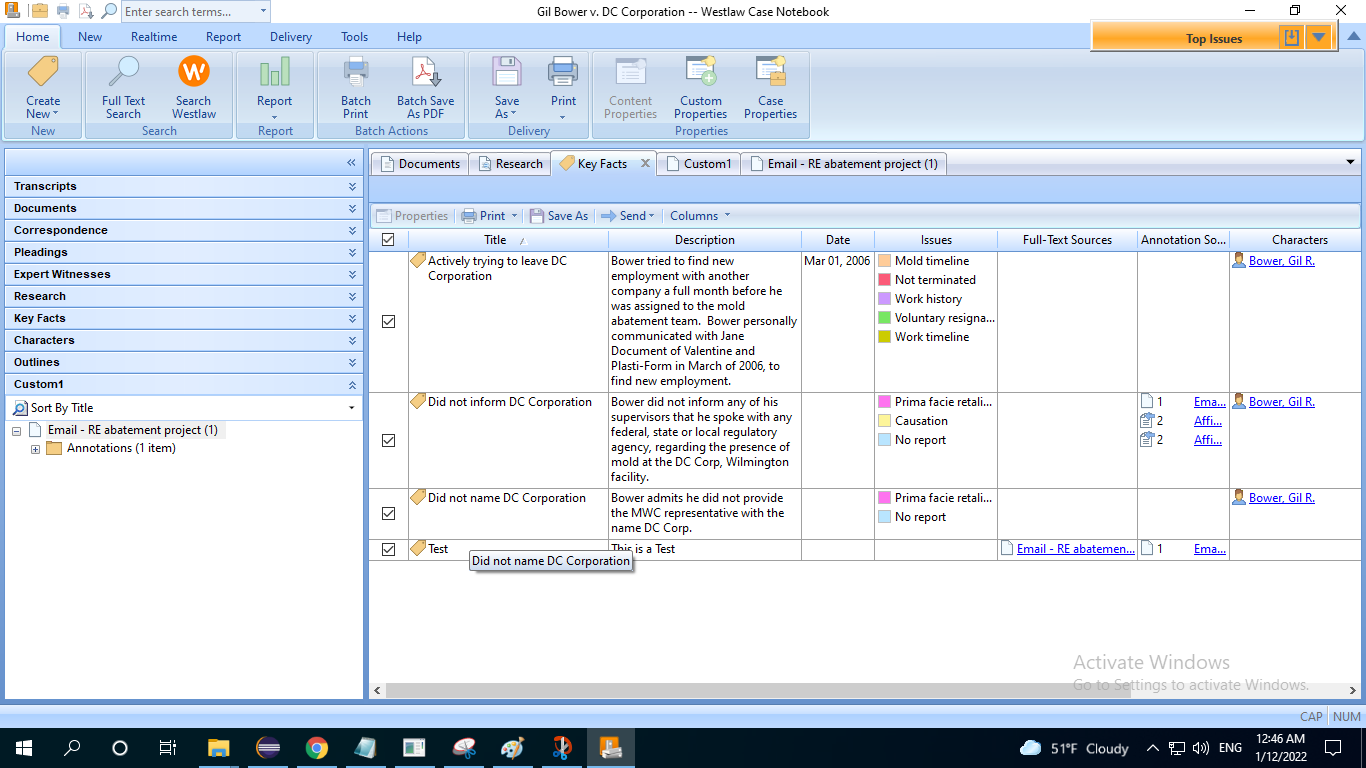 Enter search terms...
Gil Bower v. DC Corporation -- Westlaw Case Notebook
Home New Realtime Report Delivery Tools Help
Top Issues
Create New
Full Text Search
Search Westlaw
Report
Batch Print
Batch Save As PDF
Save As
Print
Content Properties
Custom Properties
Case Properties
New Search Report Batch Actions Delivery Properties
Transcripts
Documents
Correspondence
Pleadings
Expert Witnesses
Research
Key Facts
Characters
Outlines
Custom1
Sort By Title
Email - RE abatement project (1)
Annotations (1 item)
Documents Research Key Facts Custom1 Email - RE abatement project (1)
Properties Print Save As Send Columns
Title Description Date Issues Full-Text Sources Annotation So... Characters
Actively trying to leave DC
Corporation
Bower tried to find new
employment with another
company a full month before he
was assigned to the mold
abatement team. Bower personally
communicated with Jane
Document of Valentine and
Plasti-Form in March of 2006, to
find new employment.
Mar 01, 2006
Mold timeline
Not terminated
Work history
Voluntary resigna...
Work timeline
Bower, Gil R.
Did not inform DC Corporation
Bower did not inform any of his
supervisors that he spoke with any
federal, state or local regulatory
agency, regarding the presence of
mold at the DC Corp, Wilmington
facility.
Prima facie retali...
Causation
No report
1 Ema...
2 Affi...
2 Affi...
Bower, Gil R.
Did not name DC Corporation
Bower admits he did not provide
the MWC representative with the
name DC Corp.
Prima facie retali...
No report
Bower, Gil R.
Test
This is a Test
Email - RE abatemen...
1 Ema...
Did not name DC Corporation
Activate Windows
Go to Settings to activate Windows.
CAP NUM
51°F Cloudy
ENG
12:46 AM
1/12/2022